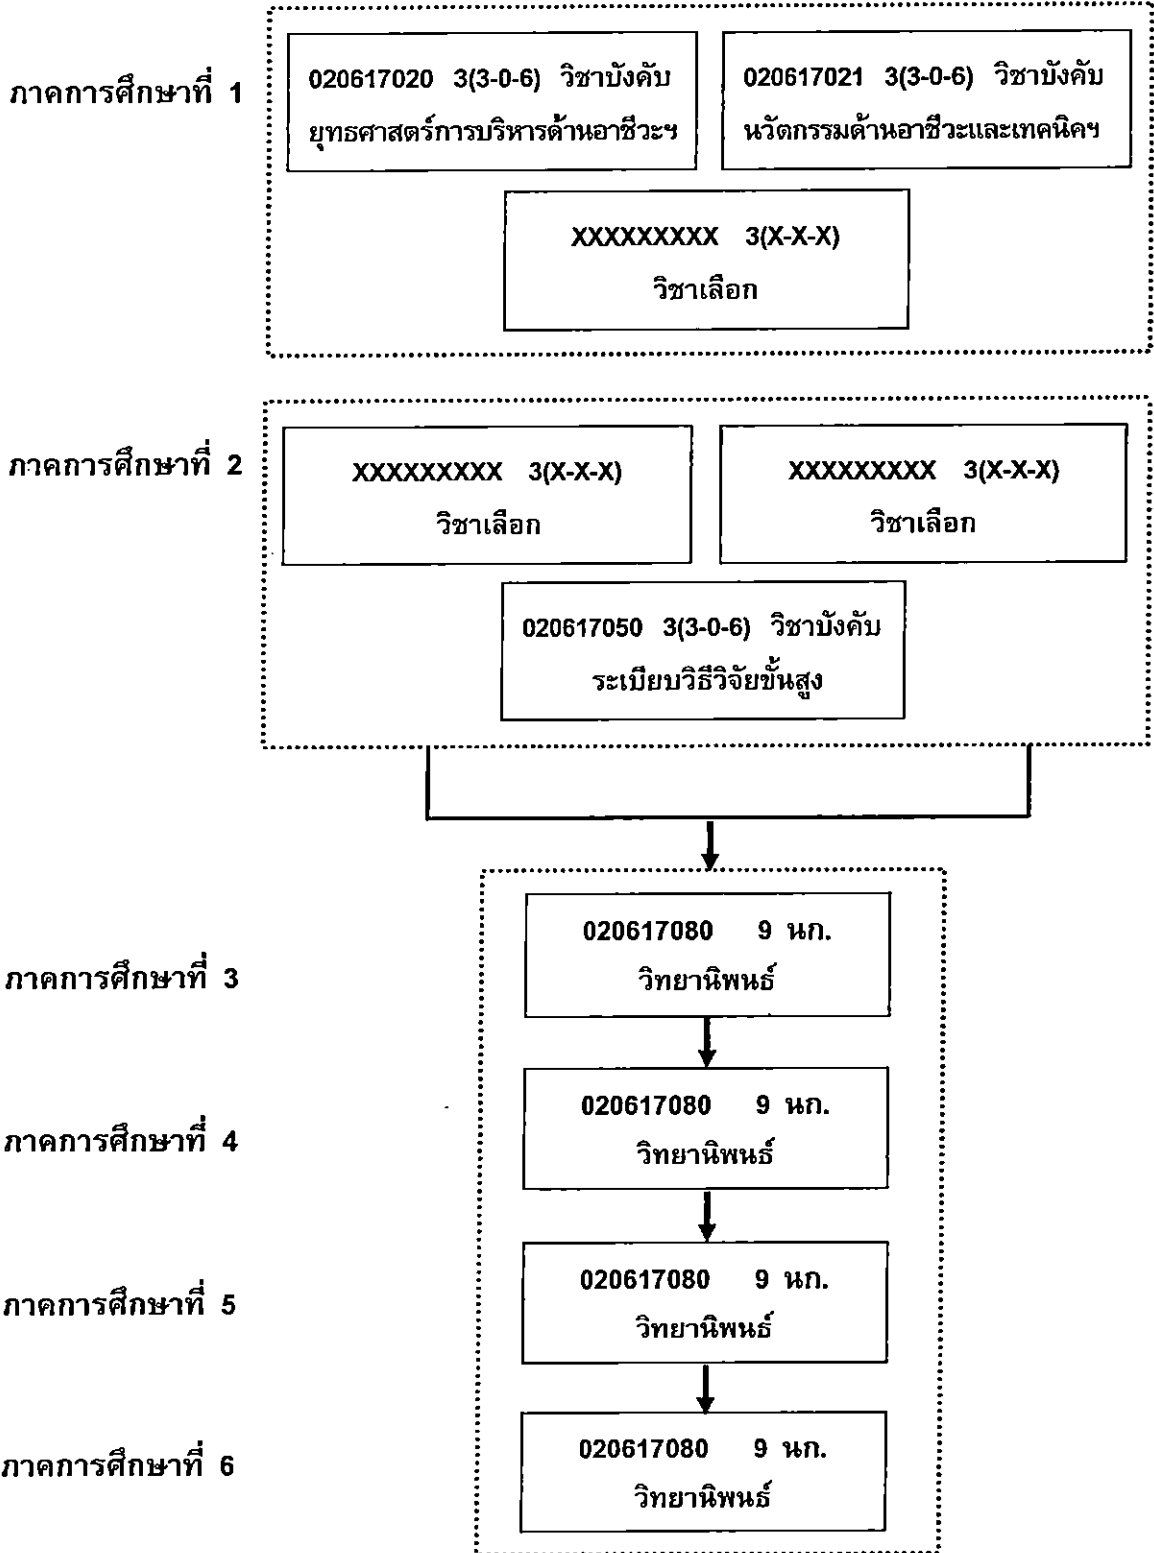 ภาคการศึกษาที่ 1
020617020 3(3-0-6) วิชาบังคับ
ยุทธศาสตร์การบริหารด้านอาชีวะฯ
020617021 3(3-0-6) วิชาบังคับ
นวัตกรรมด้านอาชีวะและเทคนิคฯ
XXXXXXXXX 3(X-X-X)
วิชาเลือก
ภาคการศึกษาที่ 2
XXXXXXXXX 3(X-X-X)
วิชาเลือก
XXXXXXXXX 3(X-X-X)
วิชาเลือก
020617050 3(3-0-6) วิชาบังคับ
ระเบียบวิธีวิจัยขั้นสูง
ภาคการศึกษาที่ 3
020617080 9 นก.
วิทยานิพนธ์
ภาคการศึกษาที่ 4
020617080 9 นก.
วิทยานิพนธ์
ภาคการศึกษาที่ 5
020617080 9 นก.
วิทยานิพนธ์
ภาคการศึกษาที่ 6
020617080 9 นก.
วิทยานิพนธ์